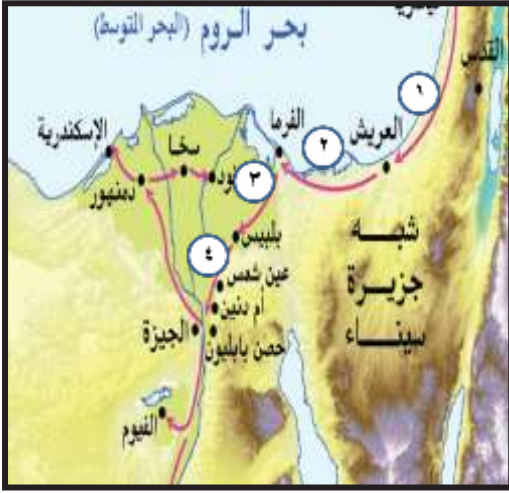 بحر الروم (البحر المتوسط)
القدس
١
العريش
٢
الفرما
الإسكندرية
سخا
دمنهور
٣
بلبيس
٤
عين شمس
أم دنين
حصن بابليون
الجيزة
الفيوم
شبه
جزيرة
سيناء